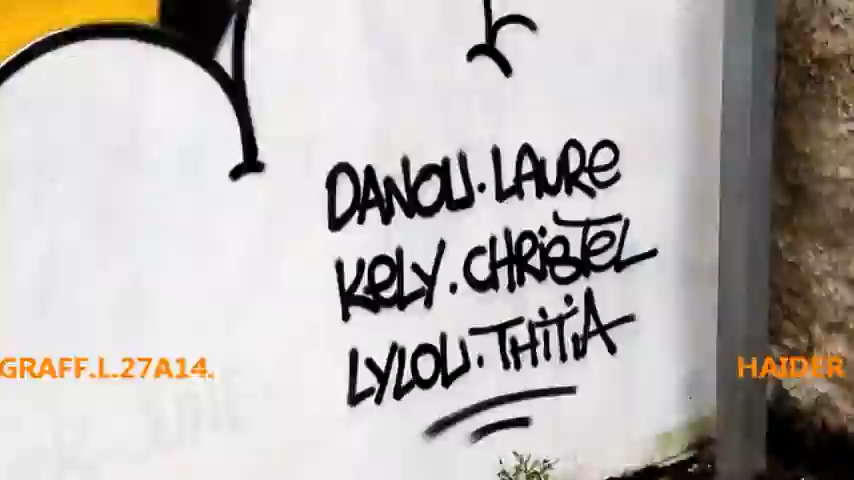 DANOU.LAURE
KELY.CHRISTEL
LYLOU.THITIA
GRAFF.L.27A14.
HAIDER